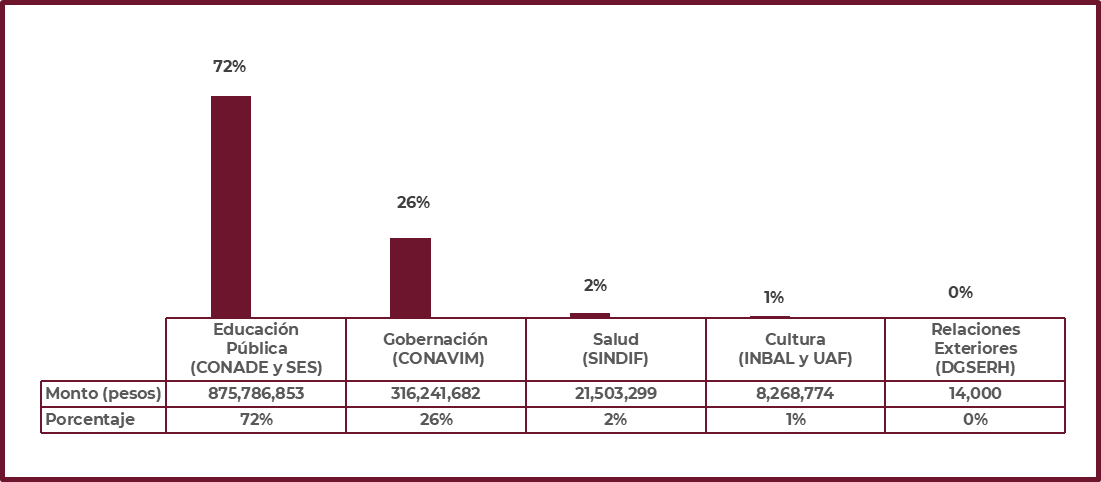 72%
26%
2%
1%
0%
Educación
Pública
(CONADE y SES)
Gobernación
(CONAVIM)
Salud
(SINDIF)
Cultura
(INBAL y UAF)
Relaciones
Exteriores
(DGSERH)
Monto (pesos) 875,786,853 316,241,682 21,503,299 8,268,774 14,000
Porcentaje 72% 26% 2% 1% 0%